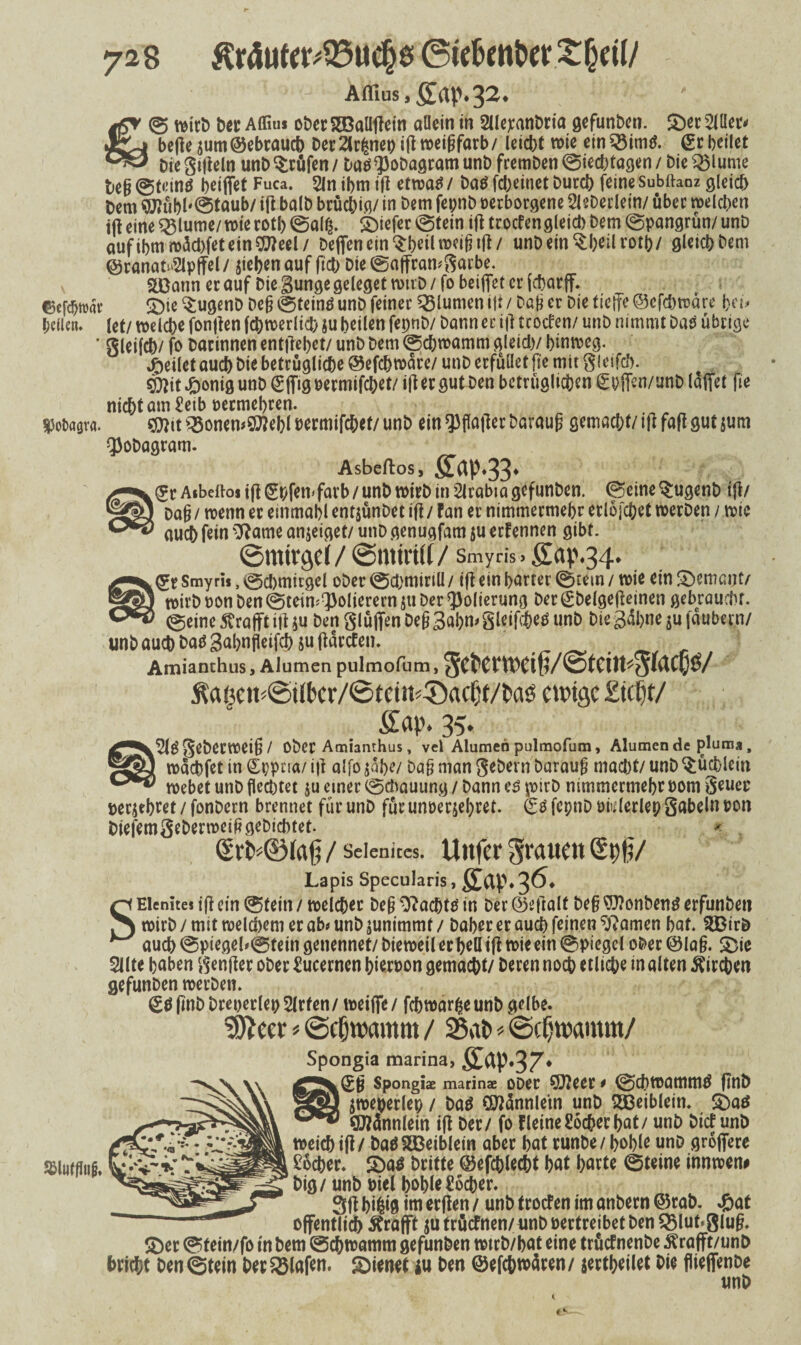 728 Kräuter-Buchs Siebender Theil/
Assius, Cap. 32.
ES wird der Assius oder Wallstein allein in Alexandria gefunden. Der Aller-
beste zum Gebrauch der Artzney ist weißfarb/ leicht wie ein Bims. Er heilet
die Gisteln und Trüsen/ das Podagram und fremden Siechtagen/ die Blume
deß Steins heisset Fuca. An ihm ist etwas/ das scheinet durch seine Substanz gleich
dem Mühl-Staub/ ist bald brüchig/ in dem seynd verborgene Aederlein/ über welchen
ist eine Blume/ wie roth Saltz. Dieser Stein ist trocken gleich dem Spangrün/ und
auf ihm wächset ein Meel/ dessen ein Theil weiß ist/ und ein Theil roth/ gleich dem
Granat-Apffel/ ziehen auf sich die Saffran-Farbe.
Wann er auf die Zunge geleget wird/ so beisset er scharff.
Geschwär
heilen.
Die Tugend deß Steins und seiner Blumen ist/ daß er die tieffe Geschwäre hei-
let/ welche sonsten schwerlich zu heilen seynd/ dann er ist trocken/ und nimmt das übrige
Fleisch/ so darinnen entstehet/ und dem Schwamm gleich/ hinweg.
Heilet auch die betrügliche Geschwäre/ und erfüllet sie mit Fleisch.
Mit Honig und Essig vermischet/ ist er gut den betrüglichen Eyssen/ und lässet sie
nicht am Leib vermehren.
Podagra.
Mit Bonen-Mehl vermischet/ und ein Pflaster darauß gemacht/ ist fast gut zum
Podagram.
Asbestos, Cap. 33.
ER Asbestos ist Eysen-farb/ und wird in Arabia gefunden. Seine Tugend ist/
daß/ wenn er einmahl entzündet ist/ kan er nimmermehr erlöschet werden/ wie
auch sein Name anzeiget/ und genugsam zu erkennen gibt.
Smirgel/ Smirill/ Smyris, Cap. 34.
ER Smyris, Schmirgel oder Schmirill/ ist ein harter Stein/ wie ein Demant/
wird von den Stein-Polierern zu der Polierung der Edelgesteinen gebraucht.
Seine Krafft ist zu den Flüssen deß Zahn-Fleisches und die Zähne zu säubern/
und auch das Zahnfleisch zu stärcken.
Amianthus, Alumen pulmosum, Federweiß/ Stein-Flachs/
Katzen-Silber/ Stein-Dacht/ das ewige Licht/
Cap. 35.
DAs Federweiß/ oder Amianthus, vel Alumen pulmosum, Alumen de pluma,
wächset in Cypria/ ist also zähe/ daß man Federn darauß macht/ und Tüchlein
webet und flechtet zu einer Schauung/ dann es wird nimmermehr vom Feuer
verzehret/ sondern brennet für und für unverzehret. Es seynd vielerley Fabeln von
diesem Federweiß gedichtet.
Erd-Glaß/ Selenites. Unser Frauen Eyß/
Lapis Specularis, Cap. 36.
SElenites ist ein Stein/ welcher deß Nachts in der Gestalt deß Mondens erfunden
wird/ mit welchem er ab- und zunimmt/ daher er auch seinen Namen hat. Wird
auch Spiegel-Stein genennet/ dieweil er hell ist wie ein Spiegel oder Glaß. Die
Alte haben Fenster oder Lucernen hiervon gemacht/ deren noch etliche in alten Kirchen
gefunden werden.
Es sind dreyerley Arten/ weisse/ schwartze und gelbe.
Meer-Schwamm/ Bad-Schwamm/
Spongia marina, Cap. 37.
DEß Spongiæ marinæ oder Meer-Schwamms sind
zweyerley/ das Männlein und Weiblein. Das
Männlein ist der/ so kleine Löcher hat/ und dick und
weich ist/ das Weiblein aber hat runde/ hohle und grössere
Löcher. Das dritte Geschlecht hat harte Steine innwen-
dig/ und viel hohle Löcher.
Blutfluß.
Ist hitzig im ersten/ und trocken im andern Grad. Hat
offentlich Krafft zu trücknen/ und vertreibet den Blut-Fluß.
Der Stein/ so in dem Schwamm gefunden wird/ hat eine trücknende Krafft/ und
bricht den Stein der Blasen. Dienet zu den Geschwären/ zertheilet die fliessende
und